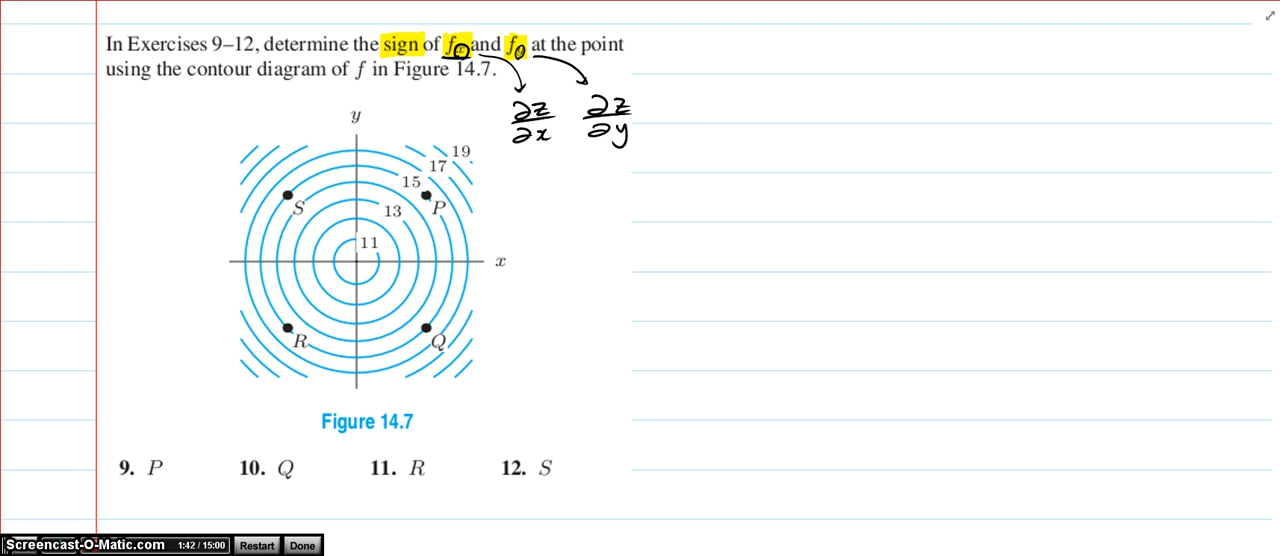 In Exercises 9–12, determine the sign of f and f at the point
using the contour diagram of f in Figure 14.7.
∂z/∂x ∂z/∂y
y
19
17
15
S
13
P
11
x
R
Q
Figure 14.7
9. P 10. Q 11. R 12. S
Screencast-O-Matic.com 1:42 / 15:00 Restart Done